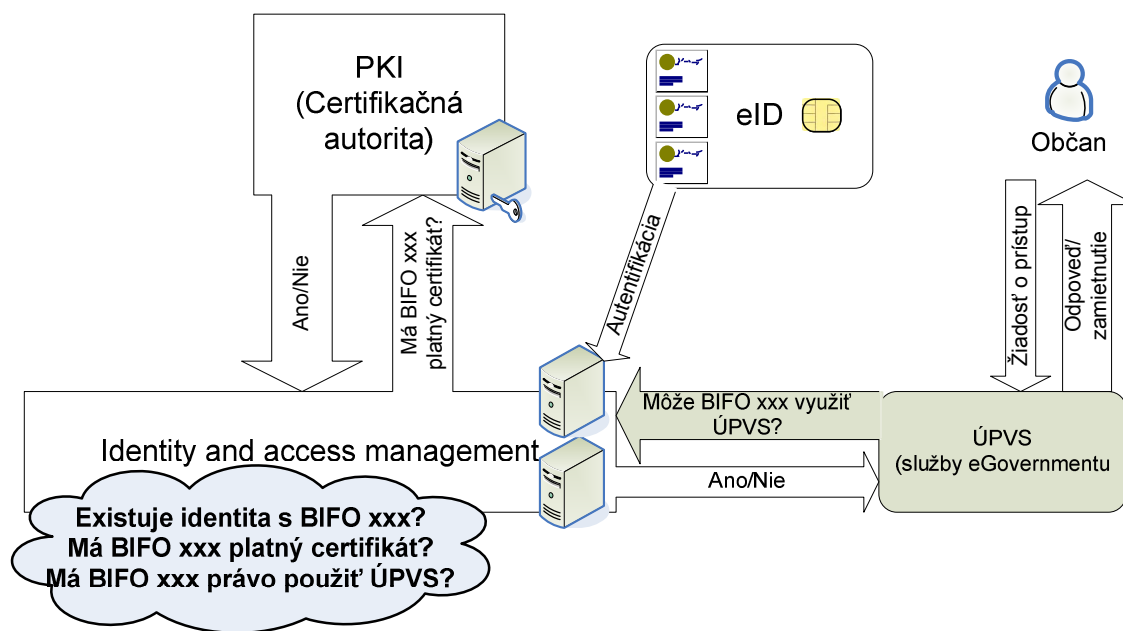 PKI
(Certifikačná
autorita)
eID
Občan
Ano/Nie
Má BIFO xxx
platný certifikát?
Autentifikácia
Žiadosť o prístup
Odpoveď/
zamietnutie
Môže BIFO xxx využiť
ÚPVS?
Identity and access management
ÚPVS
(služby eGovernmentu
Ano/Nie
Existuje identita s BIFO xxx?
Má BIFO xxx platný certifikát?
Má BIFO xxx právo použiť ÚPVS?